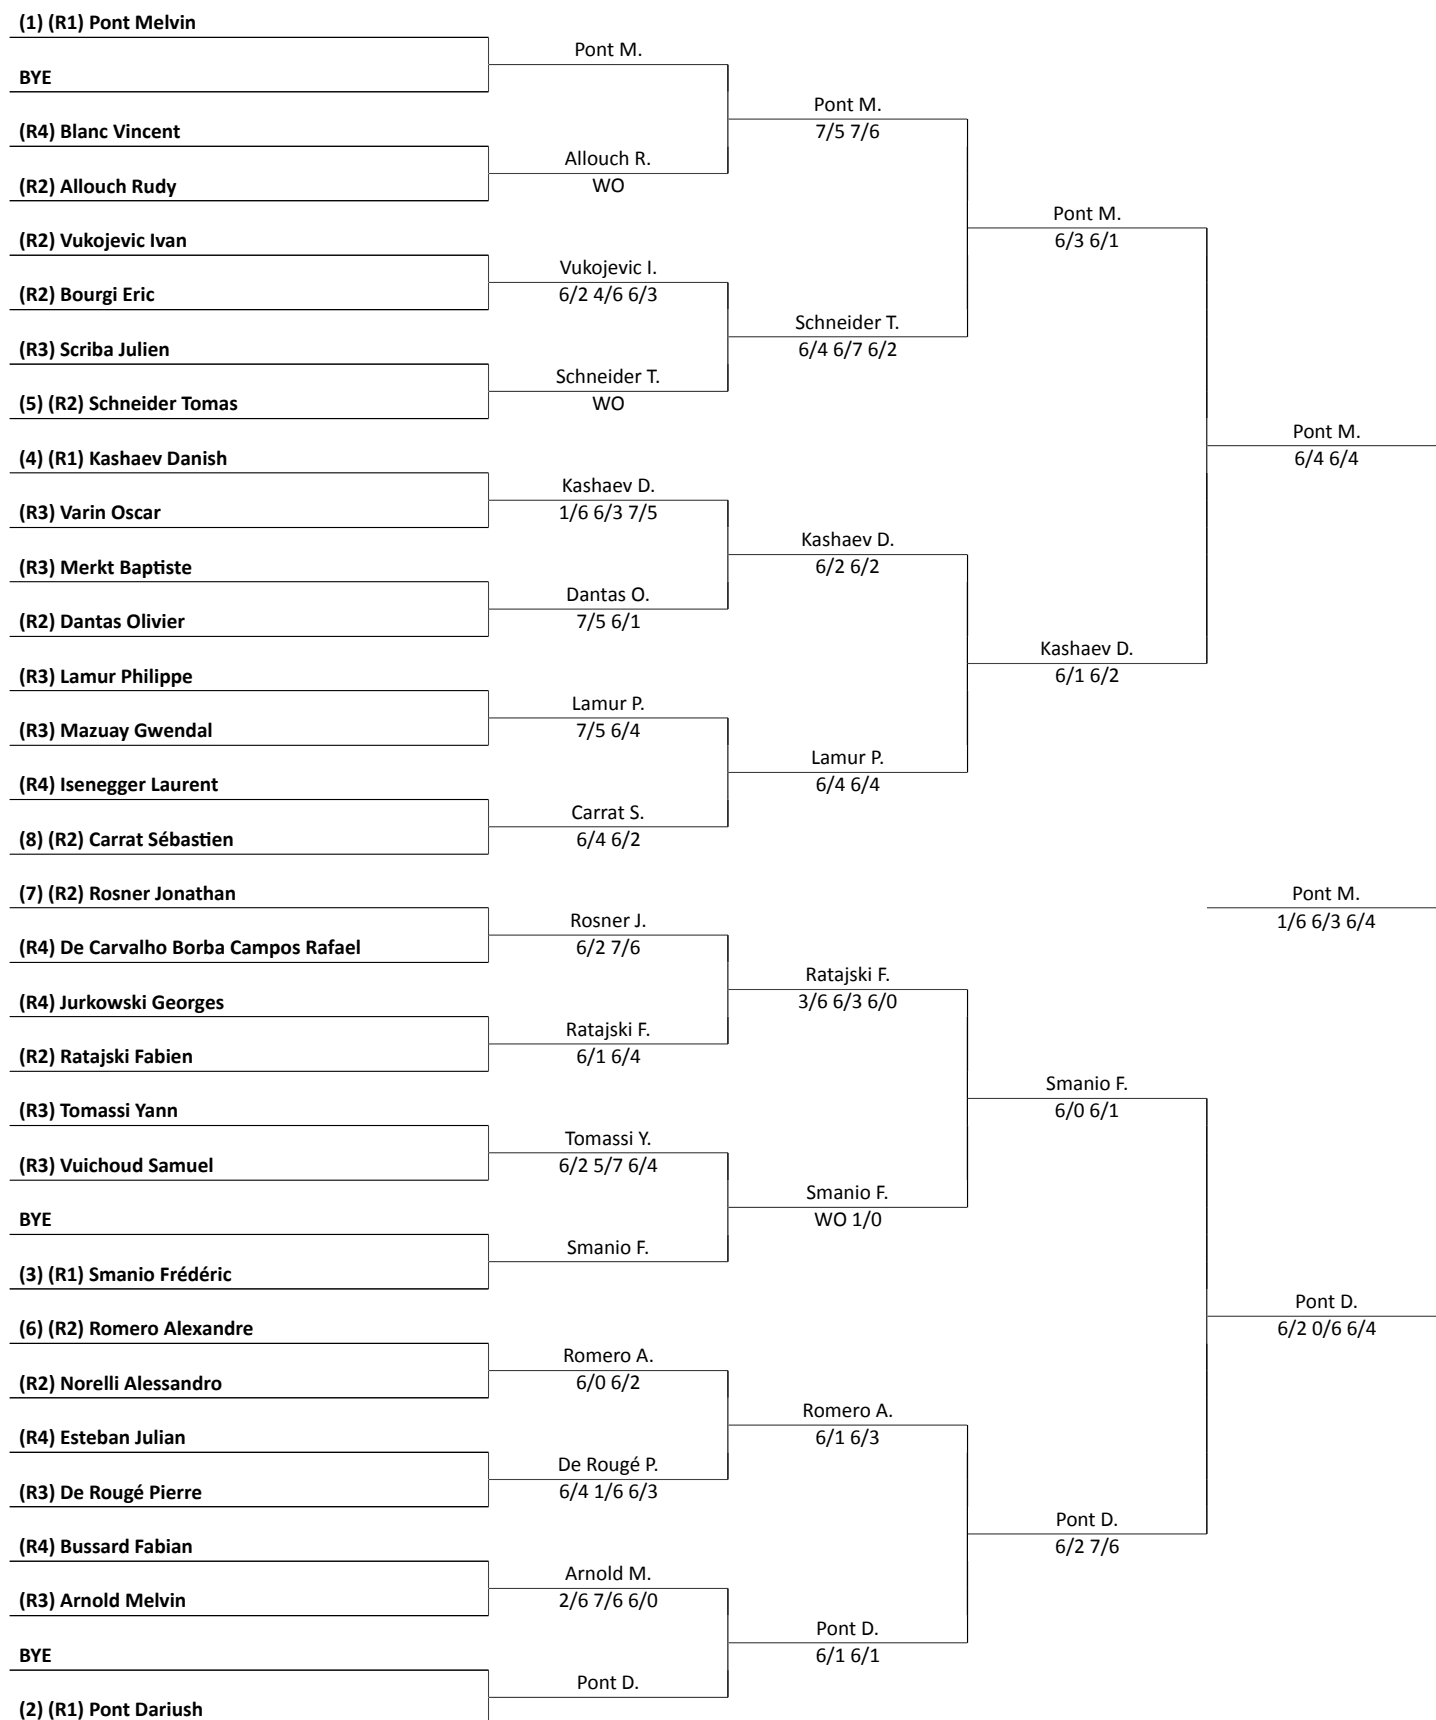 (1) (R1) Pont Melvin
Pont M.
BYE
Pont M.
7/5 7/6
(R4) Blanc Vincent
Allouch R.
WO
(R2) Allouch Rudy
Pont M.
6/3 6/1
(R2) Vukojevic Ivan
Vukojevic I.
6/2 4/6 6/3
(R2) Bourgi Eric
Schneider T.
6/4 6/7 6/2
(R3) Scriba Julien
Schneider T.
WO
(5) (R2) Schneider Tomas
Pont M.
6/4 6/4
(4) (R1) Kashaev Danish
Kashaev D.
1/6 6/3 7/5
(R3) Varin Oscar
Kashaev D.
6/2 6/2
(R3) Merkt Baptiste
Dantas O.
7/5 6/1
(R2) Dantas Olivier
Kashaev D.
6/1 6/2
(R3) Lamur Philippe
Lamur P.
7/5 6/4
(R3) Mazuay Gwendal
Lamur P.
6/4 6/4
(R4) Isenegger Laurent
Carrat S.
6/4 6/2
(8) (R2) Carrat Sébastien
(7) (R2) Rosner Jonathan
Pont M.
1/6 6/3 6/4
Rosner J.
6/2 7/6
(R4) De Carvalho Borba Campos Rafael
Ratajski F.
3/6 6/3 6/0
(R4) Jurkowski Georges
Ratajski F.
6/1 6/4
(R2) Ratajski Fabien
Smanio F.
6/0 6/1
(R3) Tomassi Yann
Tomassi Y.
6/2 5/7 6/4
(R3) Vuichoud Samuel
Smanio F.
WO 1/0
BYE
Smanio F.
(3) (R1) Smanio Frédéric
Pont D.
6/2 0/6 6/4
(6) (R2) Romero Alexandre
Romero A.
6/0 6/2
(R2) Norelli Alessandro
Romero A.
6/1 6/3
(R4) Esteban Julian
De Rougé P.
6/4 1/6 6/3
(R3) De Rougé Pierre
Pont D.
6/2 7/6
(R4) Bussard Fabian
Arnold M.
2/6 7/6 6/0
(R3) Arnold Melvin
Pont D.
6/1 6/1
BYE
Pont D.
(2) (R1) Pont Dariush